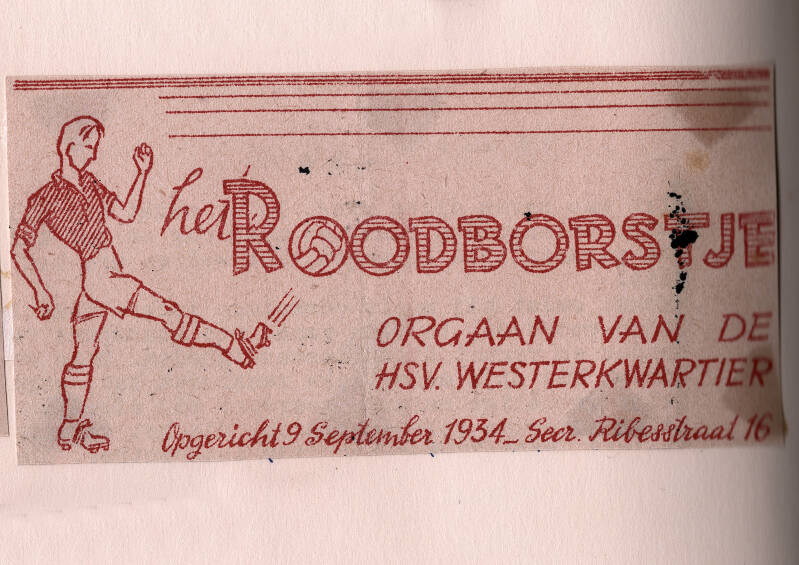 het ROODBORSTJE
ORGAAN VAN DE
HSV. WESTERKWARTIER
Opgericht 9 September 1934_ Secr. Ribesstraat 16